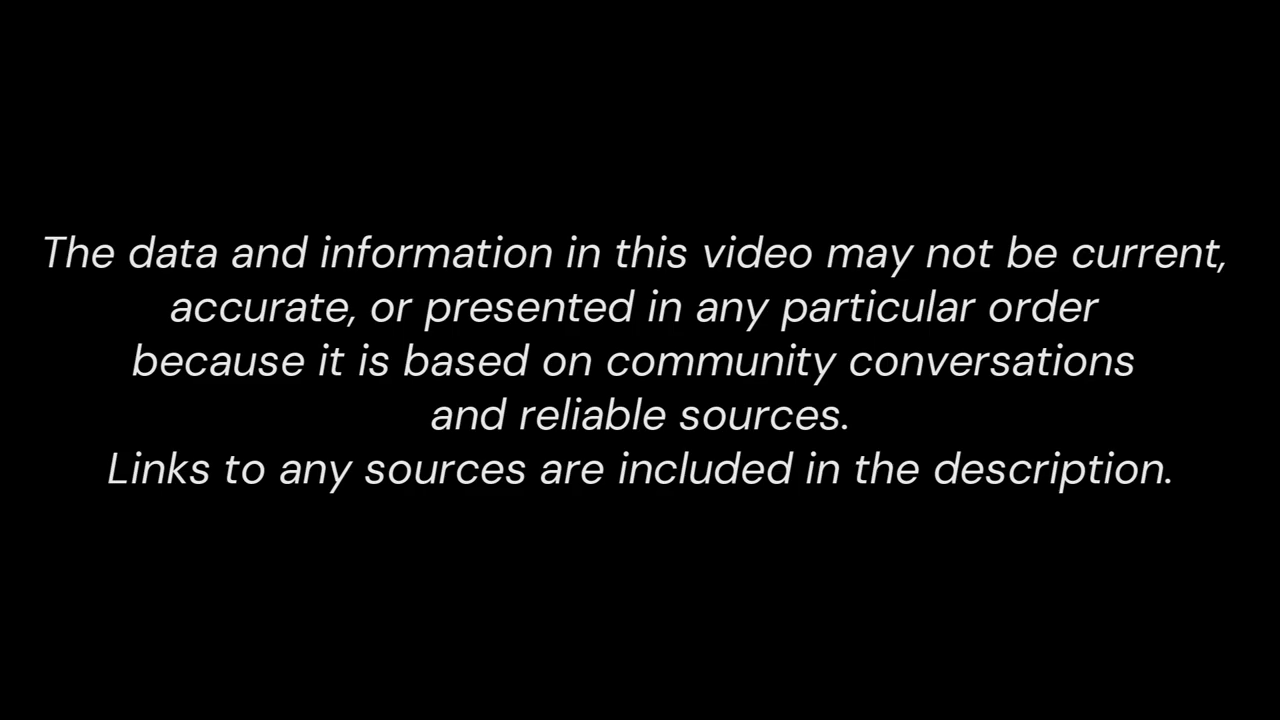 The data and information in this video may not be current,
accurate, or presented in any particular order
because it is based on community conversations
and reliable sources.
Links to any sources are included in the description.